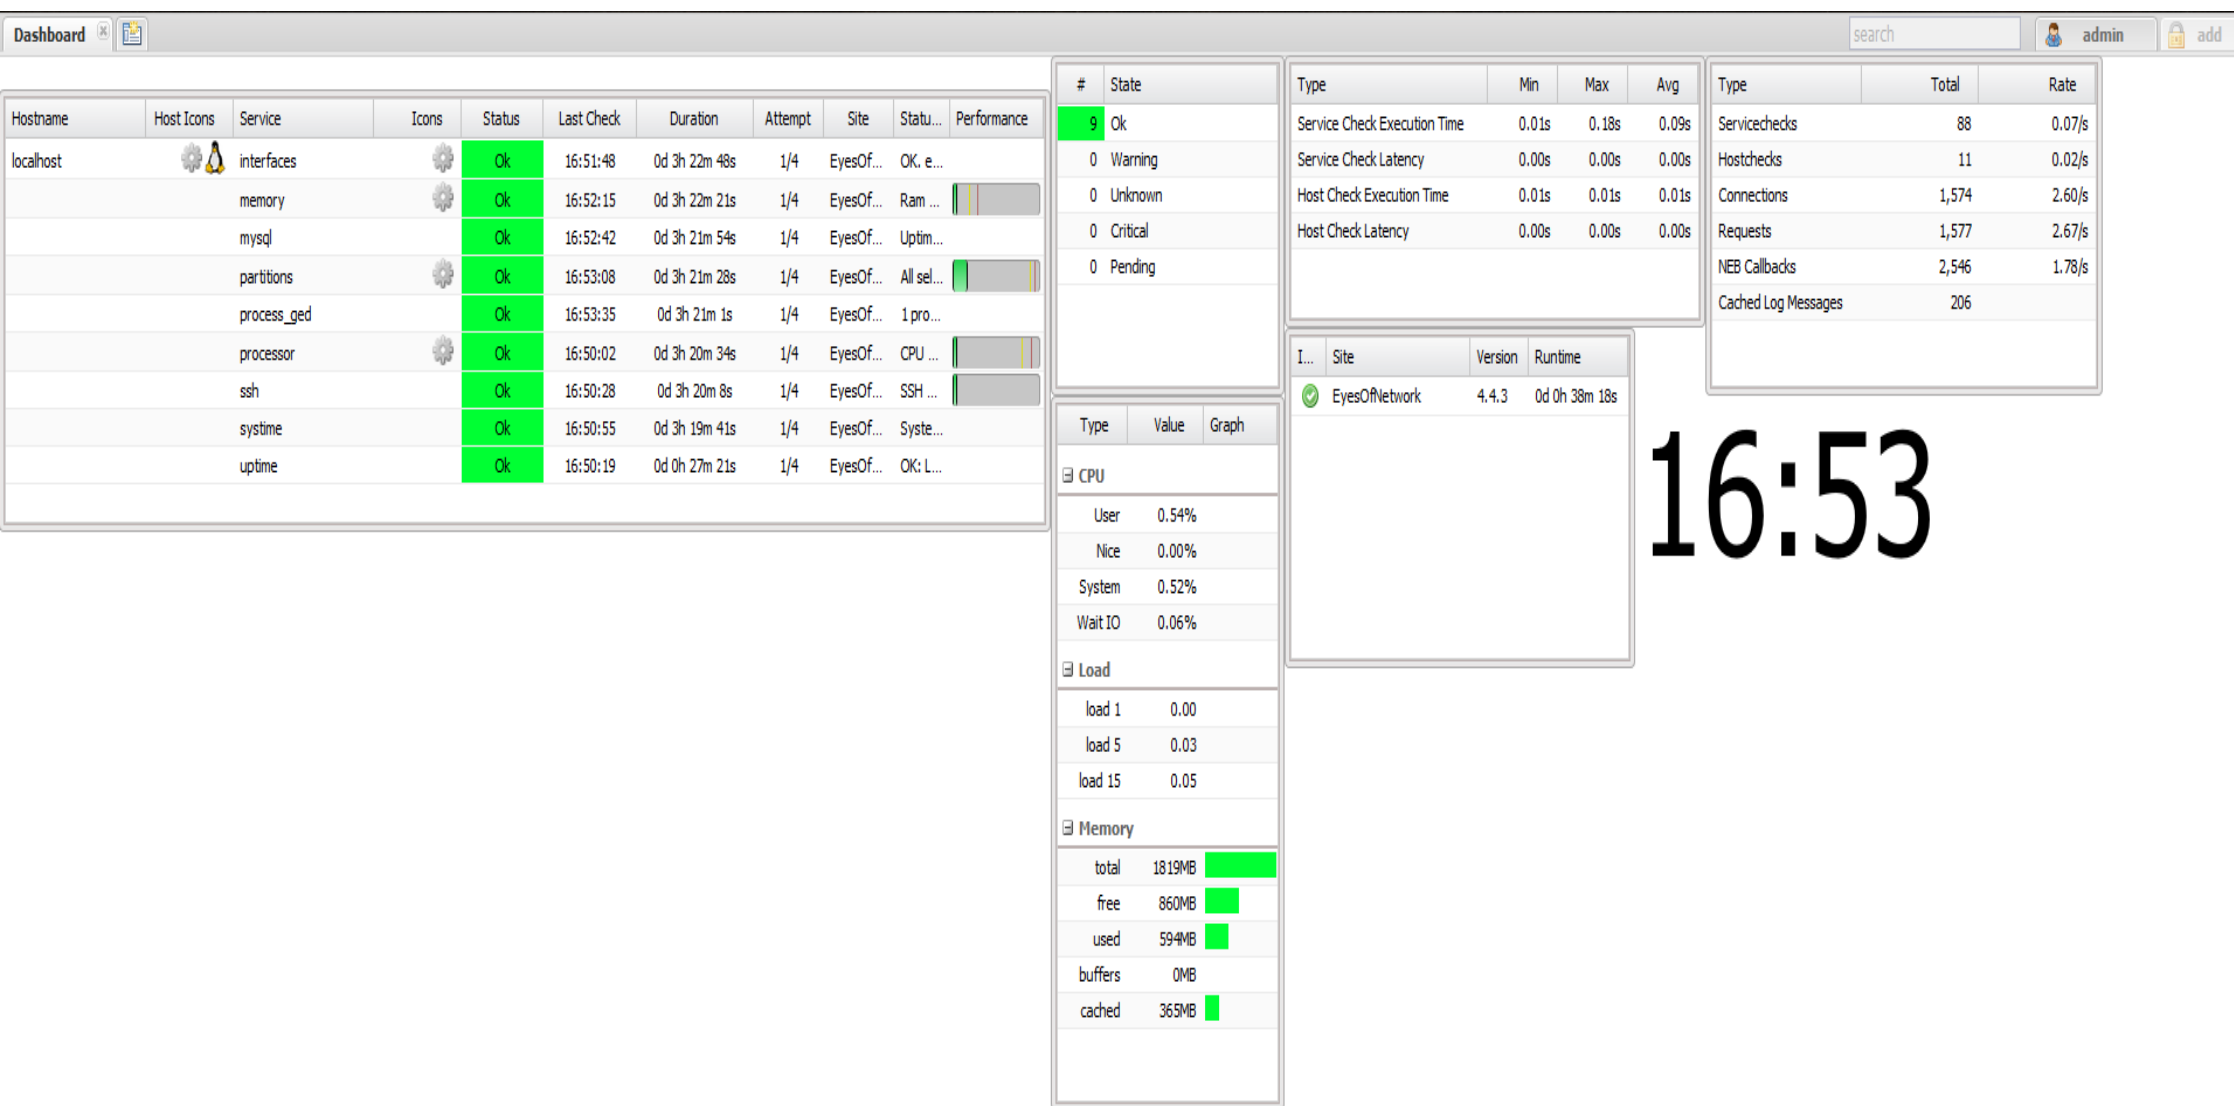 Dashboard
search
admin
add
Hostname Host Icons Service Icons Status Last Check Duration Attempt Site Statu... Performance
localhost interfaces Ok 16:51:48 0d 3h 22m 48s 1/4 EyesOf... OK. e...
memory Ok 16:52:15 0d 3h 22m 21s 1/4 EyesOf... Ram ...
mysql Ok 16:52:42 0d 3h 21m 54s 1/4 EyesOf... Uptim...
partitions Ok 16:53:08 0d 3h 21m 28s 1/4 EyesOf... All sel...
process_ged Ok 16:53:35 0d 3h 21m 1s 1/4 EyesOf... 1 pro...
processor Ok 16:50:02 0d 3h 20m 34s 1/4 EyesOf... CPU ...
ssh Ok 16:50:28 0d 3h 20m 8s 1/4 EyesOf... SSH ...
systime Ok 16:50:55 0d 3h 19m 41s 1/4 EyesOf... Syste...
uptime Ok 16:50:19 0d 0h 27m 21s 1/4 EyesOf... OK: L...
# State
9 Ok
0 Warning
0 Unknown
0 Critical
0 Pending
Type Value Graph
CPU
User 0.54%
Nice 0.00%
System 0.52%
Wait IO 0.06%
Load
load 1 0.00
load 5 0.03
load 15 0.05
Memory
total 1819MB
free 860MB
used 594MB
buffers 0MB
cached 365MB
Type Min Max Avg
Service Check Execution Time 0.01s 0.18s 0.09s
Service Check Latency 0.00s 0.00s 0.00s
Host Check Execution Time 0.01s 0.01s 0.01s
Host Check Latency 0.00s 0.00s 0.00s
I... Site Version Runtime
EyesOfNetwork 4.4.3 0d 0h 38m 18s
Type Total Rate
Servicechecks 88 0.07/s
Hostchecks 11 0.02/s
Connections 1,574 2.60/s
Requests 1,577 2.67/s
NEB Callbacks 2,546 1.78/s
Cached Log Messages 206
16:53